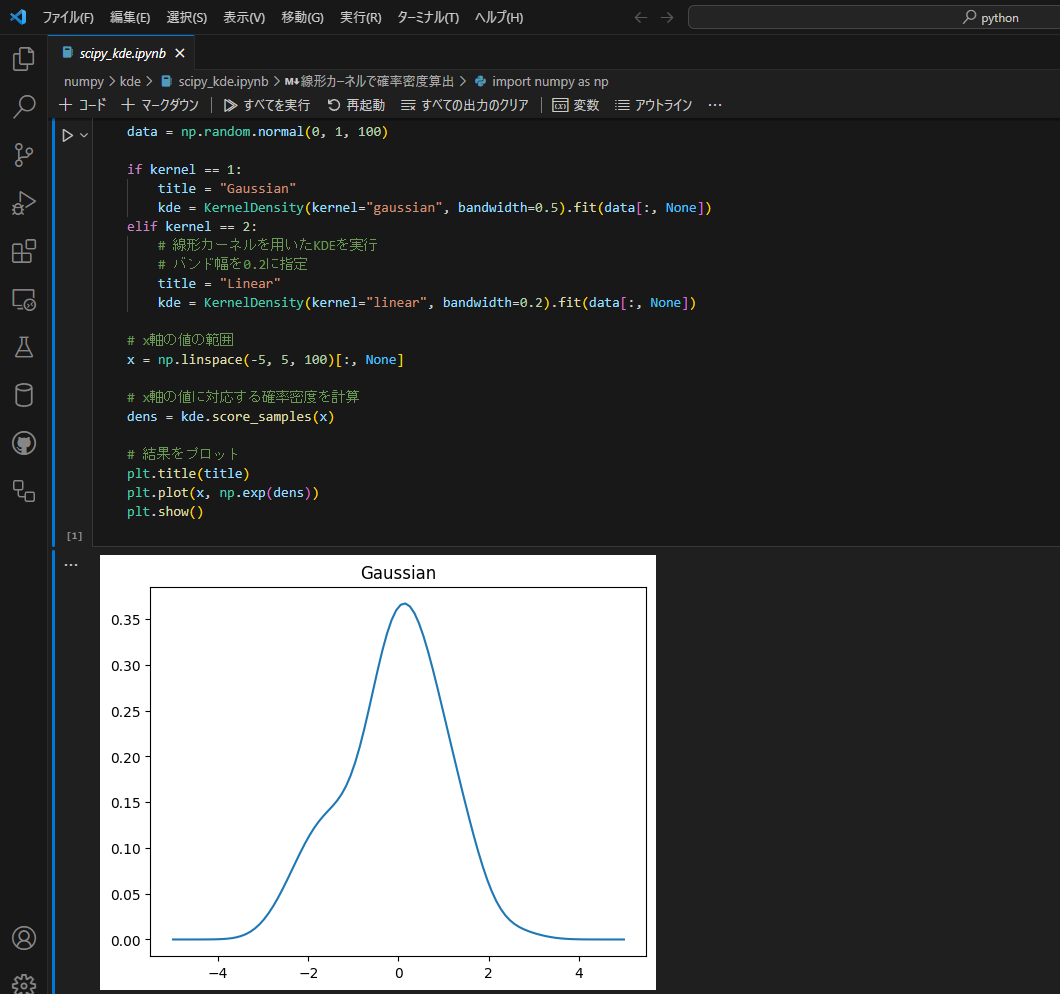 ファイル(F) 編集(E) 選択(S) 表示(V) 移動(G) 実行(R) ターミナル(T) ヘルプ(H) python
scipy_kde.ipynb
numpy > kde > scipy_kde.ipynb > M↓線形カーネルで確率密度算出 > import numpy as np
コード マークダウン すべてを実行 再起動 すべての出力のクリア 変数 アウトライン ...
data = np.random.normal(0, 1, 100)
if kernel == 1:
title = "Gaussian"
kde = KernelDensity(kernel="gaussian", bandwidth=0.5).fit(data[:, None])
elif kernel == 2:
# 線形カーネルを用いたKDEを実行
# バンド幅を0.2に指定
title = "Linear"
kde = KernelDensity(kernel="linear", bandwidth=0.2).fit(data[:, None])
# x軸の値の範囲
x = np.linspace(-5, 5, 100)[:, None]
# x軸の値に対応する確率密度を計算
dens = kde.score_samples(x)
# 結果をプロット
plt.title(title)
plt.plot(x, np.exp(dens))
plt.show()
[1]
...
Gaussian
0.35
0.30
0.25
0.20
0.15
0.10
0.05
0.00
−4 −2 0 2 4